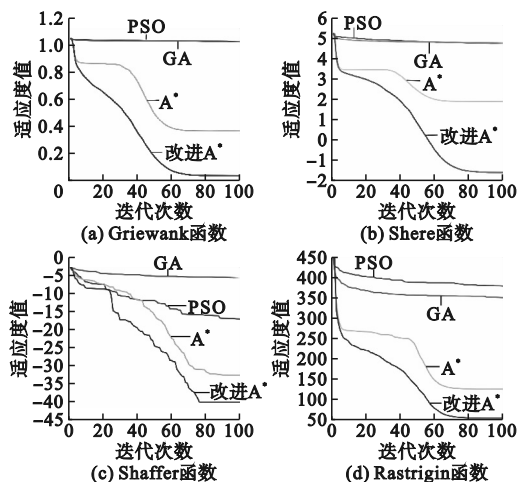 1.2
1.0
0.8
0.6
0.4
0.2
适应度值
PSO
GA
A*
改进A*
0 20 40 60 80 100
迭代次数
(a) Griewank函数
6
5
4
3
2
1
0
−1
−2
适应度值
PSO
GA
A*
改进A*
0 20 40 60 80 100
迭代次数
(b) Shere函数
0
−5
−10
−15
−20
−25
−30
−35
−40
−45
适应度值
GA
PSO
A*
改进A*
0 20 40 60 80 100
迭代次数
(c) Shaffer函数
450
400
350
300
250
200
150
100
50
适应度值
PSO
GA
A*
改进A*
0 20 40 60 80 100
迭代次数
(d) Rastrigin函数